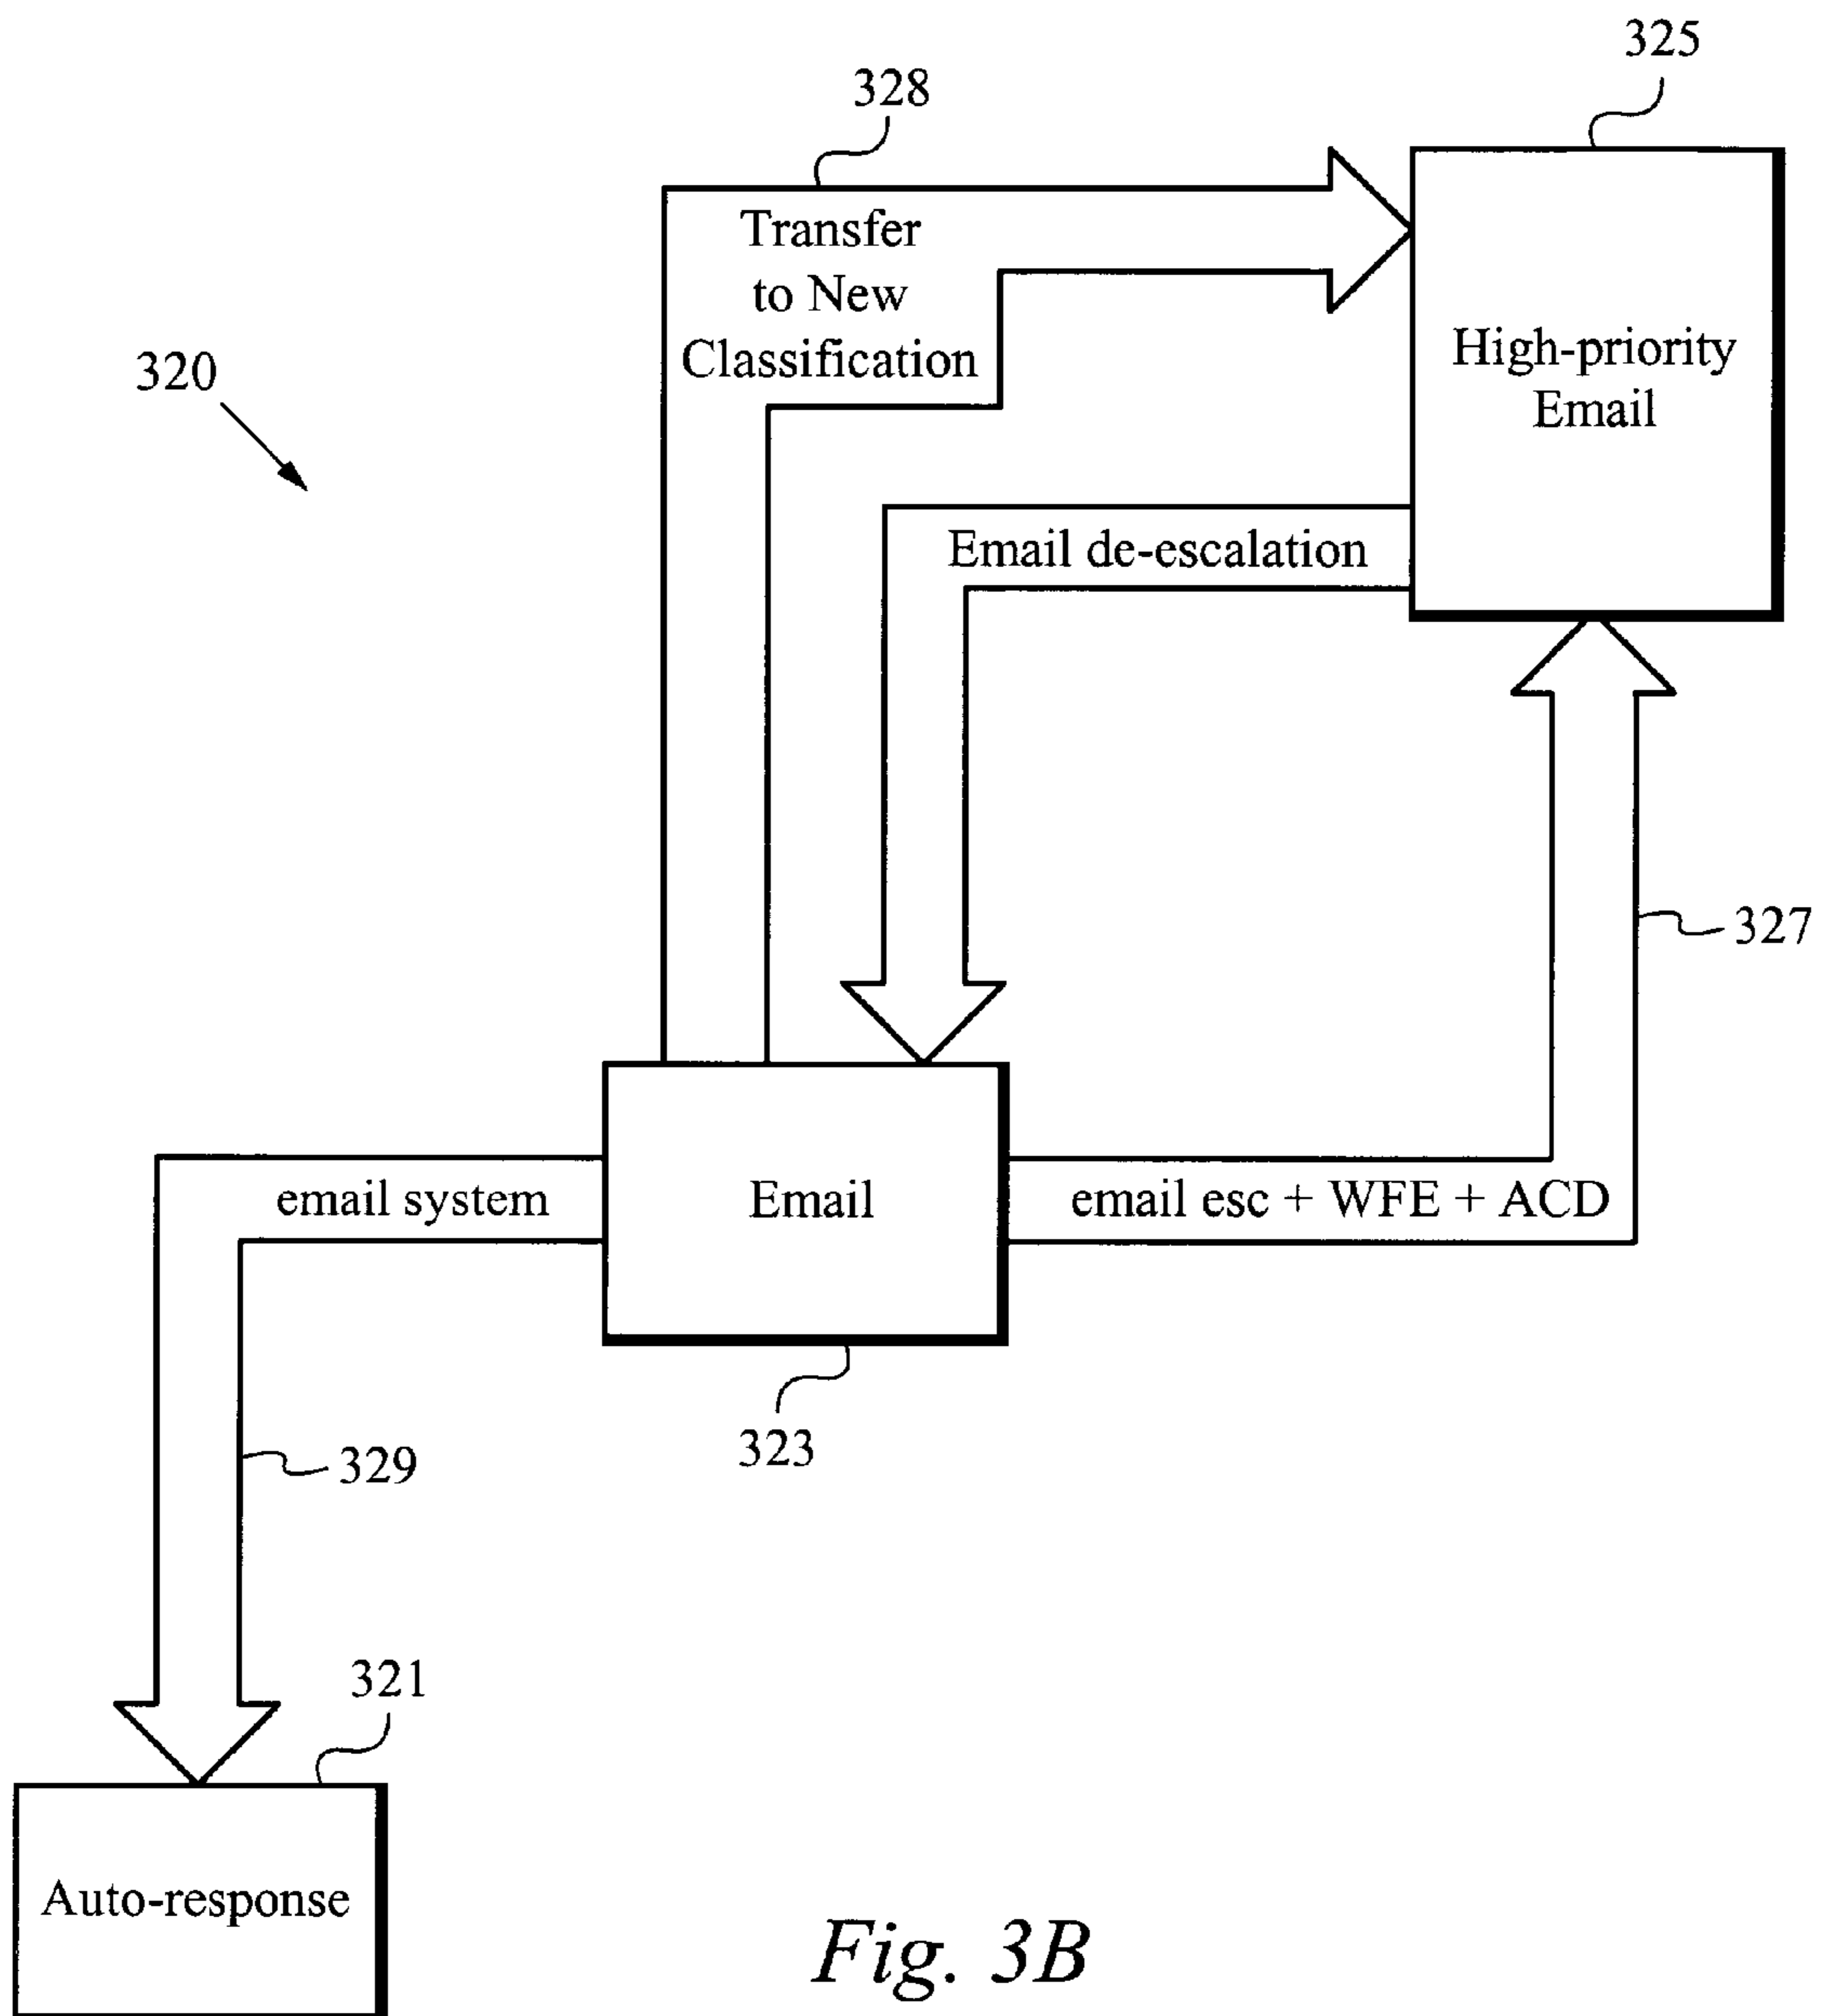 325
328
Transfer
to New
Classification
High-priority
Email
320
Email de-escalation
327
email system
Email
email esc + WFE + ACD
323
329
321
Auto-response
Fig. 3B